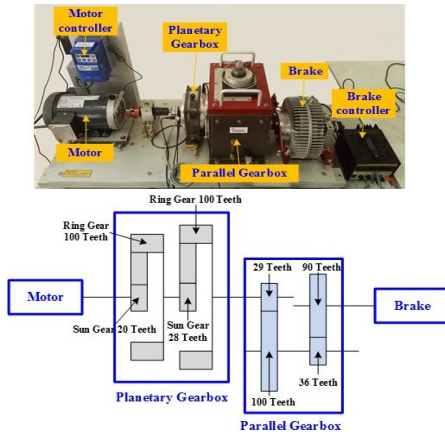 Motor
controller
Planetary
Gearbox
Brake
Brake
controller
Motor
Parallel Gearbox
Ring Gear 100 Teeth
Ring Gear
100 Teeth
29 Teeth
90 Teeth
Motor
Brake
Sun Gear 20 Teeth
Sun Gear
28 Teeth
36 Teeth
Planetary Gearbox
100 Teeth
Parallel Gearbox